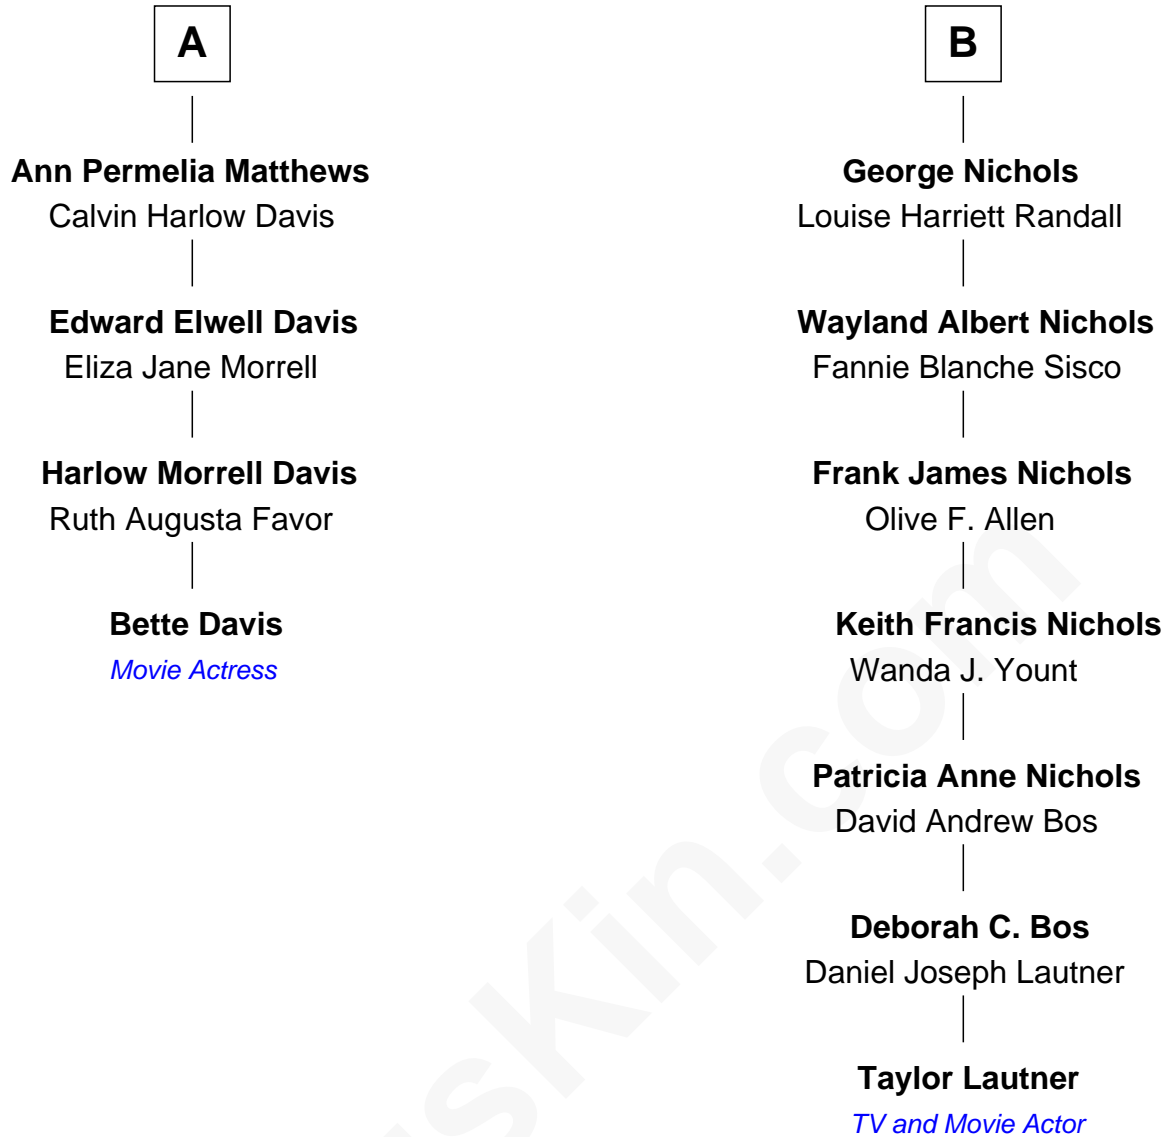 A
Ann Permelia Matthews
Calvin Harlow Davis
Edward Elwell Davis
Eliza Jane Morrell
Harlow Morrell Davis
Ruth Augusta Favor
Bette Davis
Movie Actress
B
George Nichols
Louise Harriett Randall
Wayland Albert Nichols
Fannie Blanche Sisco
Frank James Nichols
Olive F. Allen
Keith Francis Nichols
Wanda J. Yount
Patricia Anne Nichols
David Andrew Bos
Deborah C. Bos
Daniel Joseph Lautner
Taylor Lautner
TV and Movie Actor
sKin.com